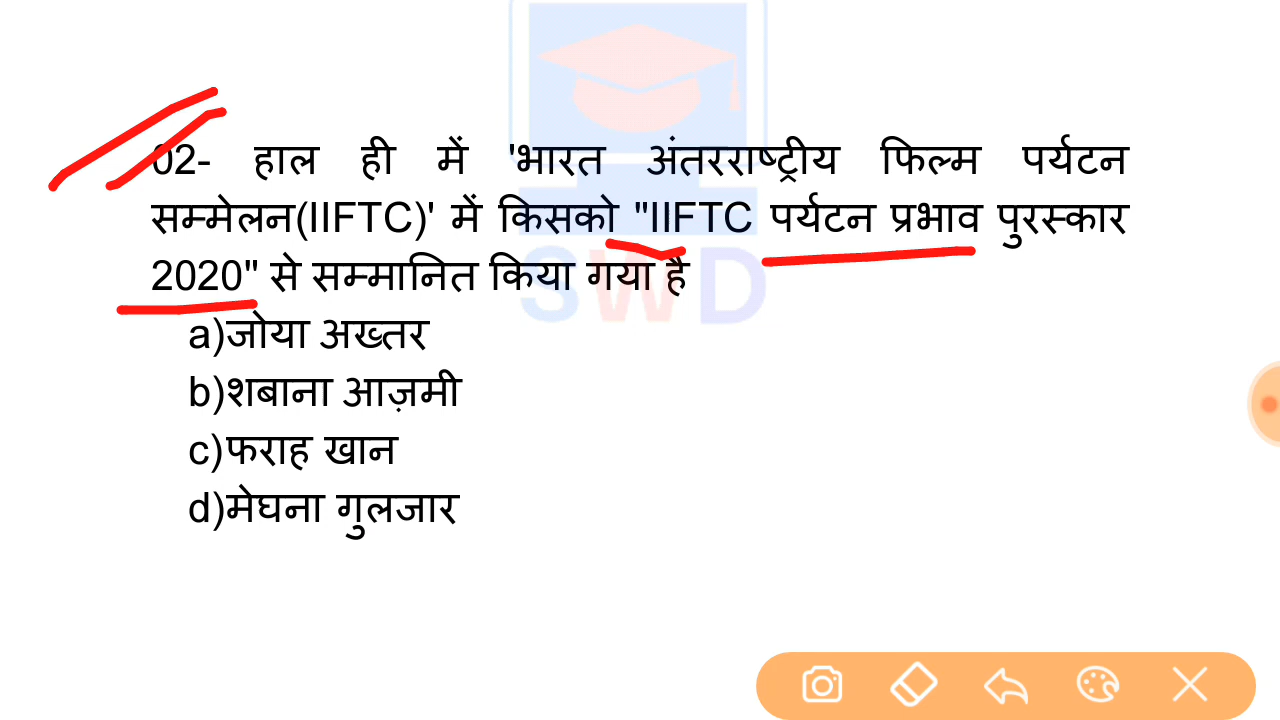 02- हाल ही में 'भारत अंतरराष्ट्रीय फिल्म पर्यटन
सम्मेलन(IIFTC)' में किसको "IIFTC पर्यटन प्रभाव पुरस्कार
2020" से सम्मानित किया गया है
SWD
a)जोया अख्तर
b)शबाना आज़मी
c)फराह खान
d)मेघना गुलजार